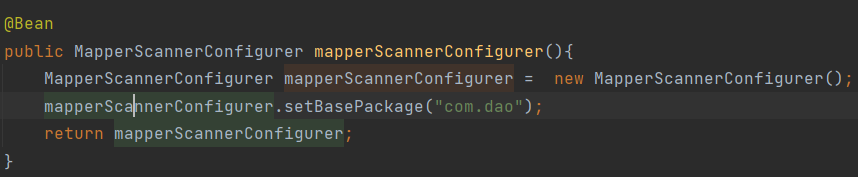 @Bean
public MapperScannerConfigurer mapperScannerConfigurer(){
    MapperScannerConfigurer mapperScannerConfigurer =  new MapperScannerConfigurer();
    mapperScannerConfigurer.setBasePackage("com.dao");
    return mapperScannerConfigurer;
}